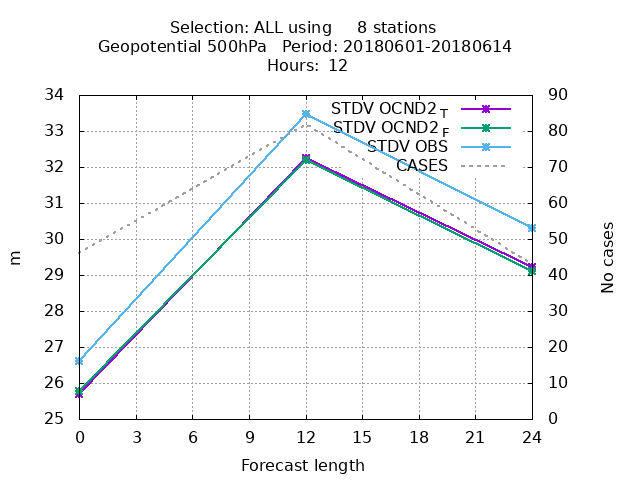 Selection: ALL using     8 stations
Geopotential 500hPa   Period: 20180601-20180614
Hours:  12
34
33
32
31
30
29
28
27
26
25
90
80
70
60
50
40
30
20
10
0
STDV OCND2 T
STDV OCND2 F
STDV OBS
CASES
m
No cases
0 3 6 9 12 15 18 21 24
Forecast length